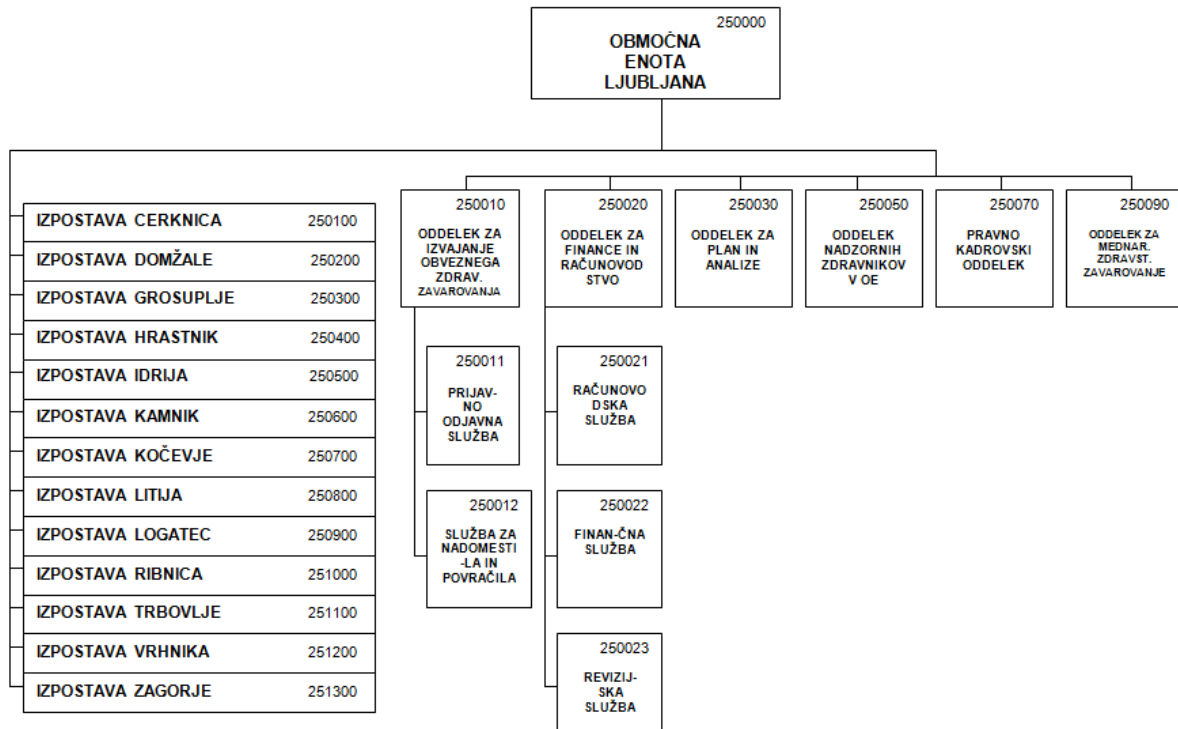 250000
OBMOČNA
ENOTA
LJUBLJANA
IZPOSTAVA CERKNICA 250100
IZPOSTAVA DOMŽALE 250200
IZPOSTAVA GROSUPLJE 250300
IZPOSTAVA HRASTNIK 250400
IZPOSTAVA IDRIJA 250500
IZPOSTAVA KAMNIK 250600
IZPOSTAVA KOČEVJE 250700
IZPOSTAVA LITIJA 250800
IZPOSTAVA LOGATEC 250900
IZPOSTAVA RIBNICA 251000
IZPOSTAVA TRBOVLJE 251100
IZPOSTAVA VRHNIKA 251200
IZPOSTAVA ZAGORJE 251300
250010
ODDELEK ZA
IZVAJANJE
OBVEZNEGA
ZDRAV.
ZAVAROVANJA
250011
PRIJAV-
NO
ODJAVNA
SLUŽBA
250012
SLUŽBA ZA
NADOMESTI
-LA IN
POVRAČILA
250020
ODDELEK ZA
FINANCE IN
RAČUNOVOD
STVO
250021
RAČUNOVO
DSKA
SLUŽBA
250022
FINAN-ČNA
SLUŽBA
250023
REVIZIJ-
SKA
SLUŽBA
250030
ODDELEK ZA
PLAN IN
ANALIZE
250050
ODDELEK
NADZORNIH
ZDRAVNIKOV
V OE
250070
PRAVNO
KADROVSKI
ODDELEK
250090
ODDELEK ZA
MEDNAR.
ZDRAVST.
ZAVAROVANJE